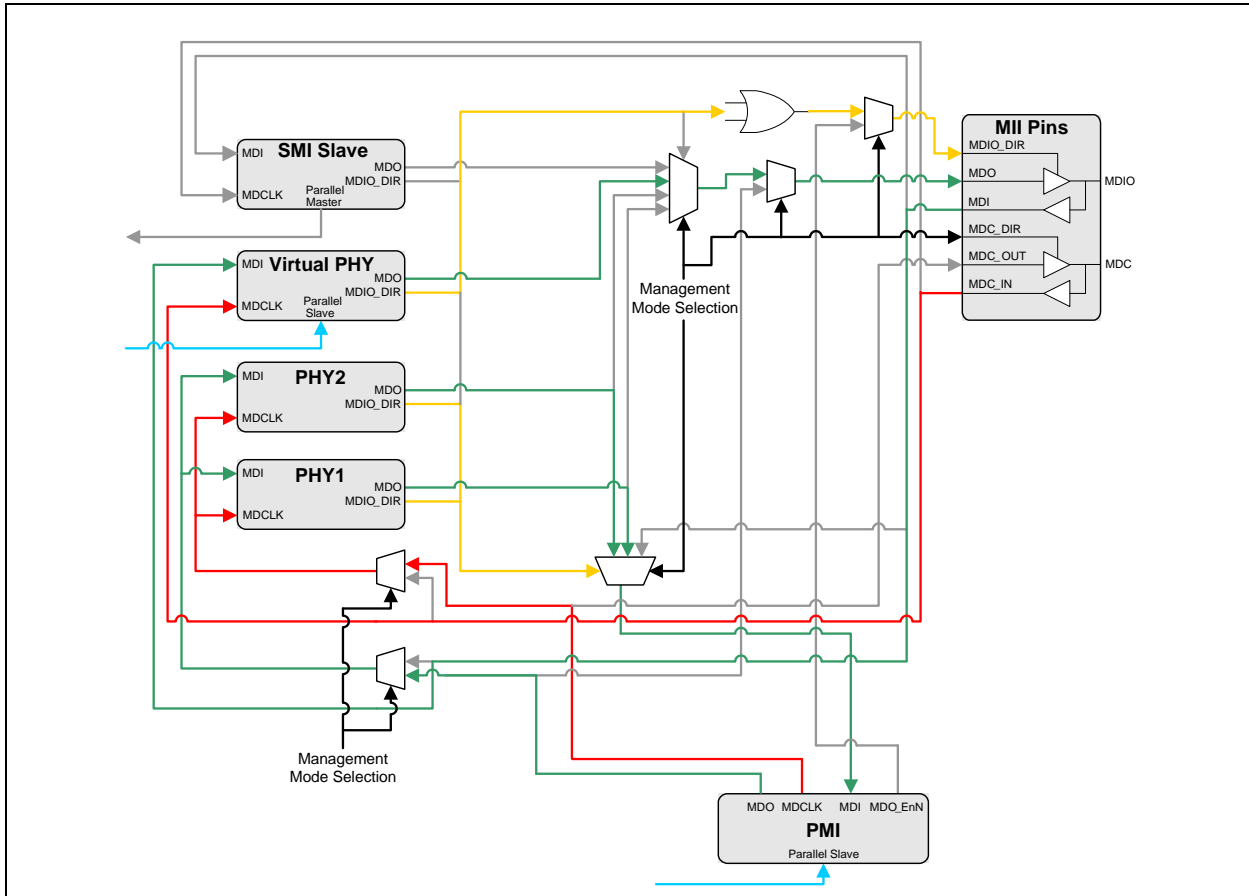 MII Pins
MDIO_DIR
MDO
MDI
MDC_DIR
MDC_OUT
MDC_IN
MDIO
MDC
SMI Slave
MDI
MDCLK
MDO
MDIO_DIR
Parallel
Master
Virtual PHY
MDI
MDCLK
MDO
MDIO_DIR
Parallel
Slave
Management
Mode Selection
PHY2
MDI
MDCLK
MDO
MDIO_DIR
PHY1
MDI
MDCLK
MDO
MDIO_DIR
Management
Mode Selection
MDO
MDCLK
MDI
MDO_EnN
PMI
Parallel Slave